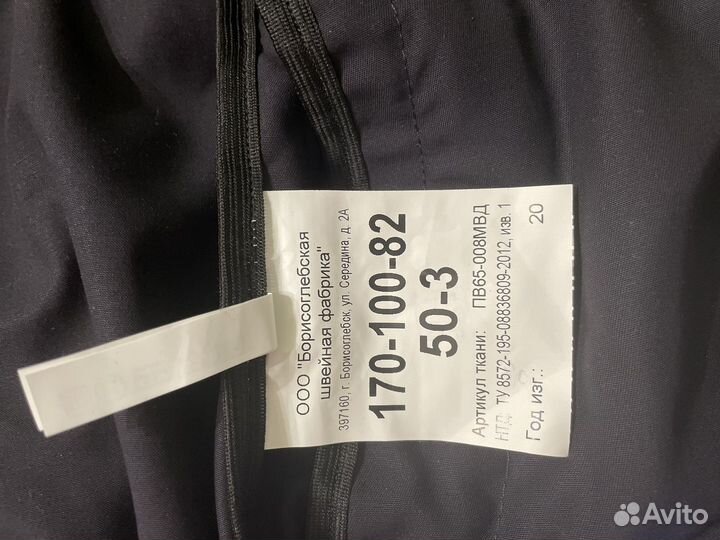 ООО "Борисоглебская
швейная фабрика"
397160, г. Борисоглебск. ул. Середина, д. 2А
170-100-82
50-3
Артикул ткани: ПВ65-008МВД
НТД: ТУ 8572-195-08836809-2012, изв. 1
Год изг.: 20
Avito